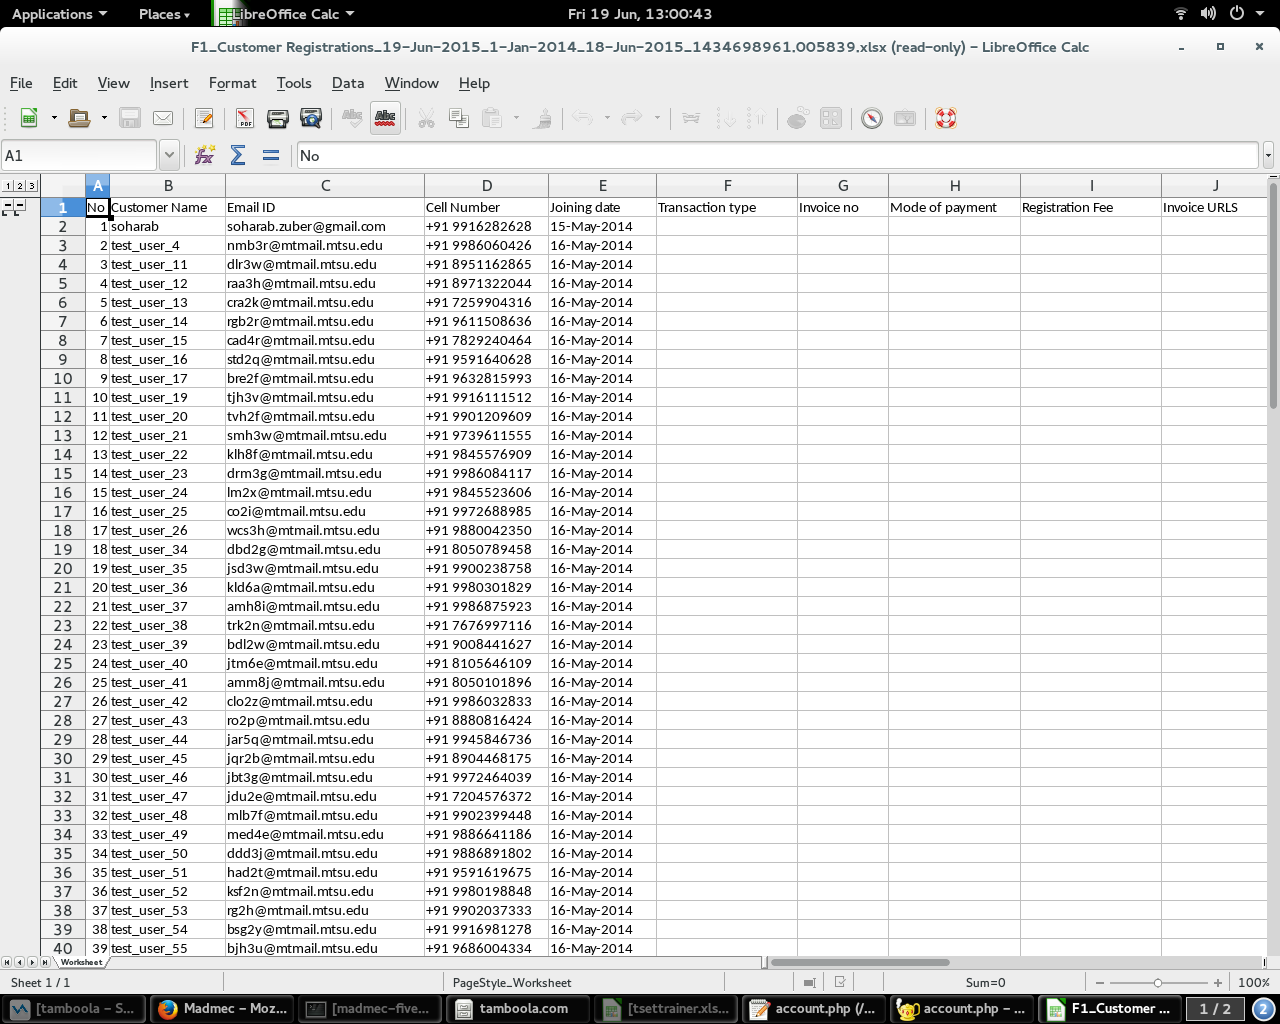 Applications Places LibreOffice Calc Fri 19 Jun, 13:00:43
F1_Customer Registrations_19-Jun-2015_1-Jan-2014_18-Jun-2015_1434698961.005839.xlsx (read-only) - LibreOffice Calc
File Edit View Insert Format Tools Data Window Help
A1 No
1 2 3 A B C D E F G H I J
1 No Customer Name Email ID Cell Number Joining date Transaction type Invoice no Mode of payment Registration Fee Invoice URLS
2 1 soharab soharab.zuber@gmail.com +91 9916282628 15-May-2014
3 2 test_user_4 nmb3r@mtmail.mtsu.edu +91 9986060426 16-May-2014
4 3 test_user_11 dlr3w@mtmail.mtsu.edu +91 8951162865 16-May-2014
5 4 test_user_12 raa3h@mtmail.mtsu.edu +91 8971322044 16-May-2014
6 5 test_user_13 cra2k@mtmail.mtsu.edu +91 7259904316 16-May-2014
7 6 test_user_14 rgb2r@mtmail.mtsu.edu +91 9611508636 16-May-2014
8 7 test_user_15 cad4r@mtmail.mtsu.edu +91 7829240464 16-May-2014
9 8 test_user_16 std2q@mtmail.mtsu.edu +91 9591640628 16-May-2014
10 9 test_user_17 bre2f@mtmail.mtsu.edu +91 9632815993 16-May-2014
11 10 test_user_19 tjh3v@mtmail.mtsu.edu +91 9916111512 16-May-2014
12 11 test_user_20 tvh2f@mtmail.mtsu.edu +91 9901209609 16-May-2014
13 12 test_user_21 smh3w@mtmail.mtsu.edu +91 9739611555 16-May-2014
14 13 test_user_22 klh8f@mtmail.mtsu.edu +91 9845576909 16-May-2014
15 14 test_user_23 drm3g@mtmail.mtsu.edu +91 9986084117 16-May-2014
16 15 test_user_24 lm2x@mtmail.mtsu.edu +91 9845523606 16-May-2014
17 16 test_user_25 co2i@mtmail.mtsu.edu +91 9972688985 16-May-2014
18 17 test_user_26 wcs3h@mtmail.mtsu.edu +91 9880042350 16-May-2014
19 18 test_user_34 dbd2g@mtmail.mtsu.edu +91 8050789458 16-May-2014
20 19 test_user_35 jsd3w@mtmail.mtsu.edu +91 9900238758 16-May-2014
21 20 test_user_36 kld6a@mtmail.mtsu.edu +91 9980301829 16-May-2014
22 21 test_user_37 amh8i@mtmail.mtsu.edu +91 9986875923 16-May-2014
23 22 test_user_38 trk2n@mtmail.mtsu.edu +91 7676997116 16-May-2014
24 23 test_user_39 bdl2w@mtmail.mtsu.edu +91 9008441627 16-May-2014
25 24 test_user_40 jtm6e@mtmail.mtsu.edu +91 8105646109 16-May-2014
26 25 test_user_41 amm8j@mtmail.mtsu.edu +91 8050101896 16-May-2014
27 26 test_user_42 clo2z@mtmail.mtsu.edu +91 9986032833 16-May-2014
28 27 test_user_43 ro2p@mtmail.mtsu.edu +91 8880816424 16-May-2014
29 28 test_user_44 jar5q@mtmail.mtsu.edu +91 9945846736 16-May-2014
30 29 test_user_45 jqr2b@mtmail.mtsu.edu +91 8904468175 16-May-2014
31 30 test_user_46 jbt3g@mtmail.mtsu.edu +91 9972464039 16-May-2014
32 31 test_user_47 jdu2e@mtmail.mtsu.edu +91 7204576372 16-May-2014
33 32 test_user_48 mlb7f@mtmail.mtsu.edu +91 9902399448 16-May-2014
34 33 test_user_49 med4e@mtmail.mtsu.edu +91 9886641186 16-May-2014
35 34 test_user_50 ddd3j@mtmail.mtsu.edu +91 9886891802 16-May-2014
36 35 test_user_51 had2t@mtmail.mtsu.edu +91 9591619675 16-May-2014
37 36 test_user_52 ksf2n@mtmail.mtsu.edu +91 9980198848 16-May-2014
38 37 test_user_53 rg2h@mtmail.mtsu.edu +91 9902037333 16-May-2014
39 38 test_user_54 bsg2y@mtmail.mtsu.edu +91 9916981278 16-May-2014
40 39 test_user_55 bjh3u@mtmail.mtsu.edu +91 9686004334 16-May-2014
Worksheet
Sheet 1 / 1 PageStyle_Worksheet Sum=0 100%
[tamboola – S... Madmec – Moz... [madmec-five... tamboola.com [tsettrainer.xls... account.php (/... account.php – ... F1_Customer 1 / 2 2